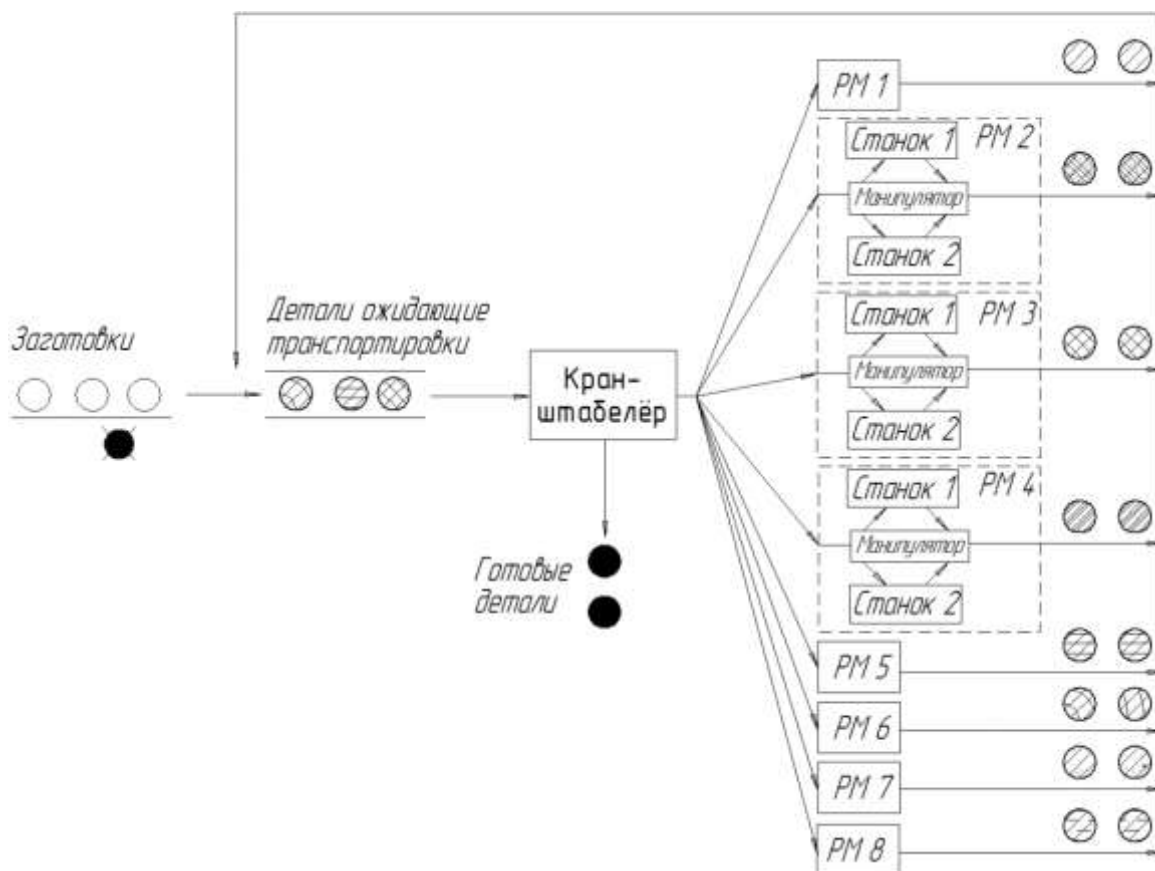 РМ 1
Станок 1 РМ 2
Манипулятор
Станок 2
Станок 1 РМ 3
Манипулятор
Станок 2
Станок 1 РМ 4
Манипулятор
Станок 2
РМ 5
РМ 6
РМ 7
РМ 8
Заготовки
Детали ожидающие
транспортировки
Кран-
штабелёр
Готовые
детали